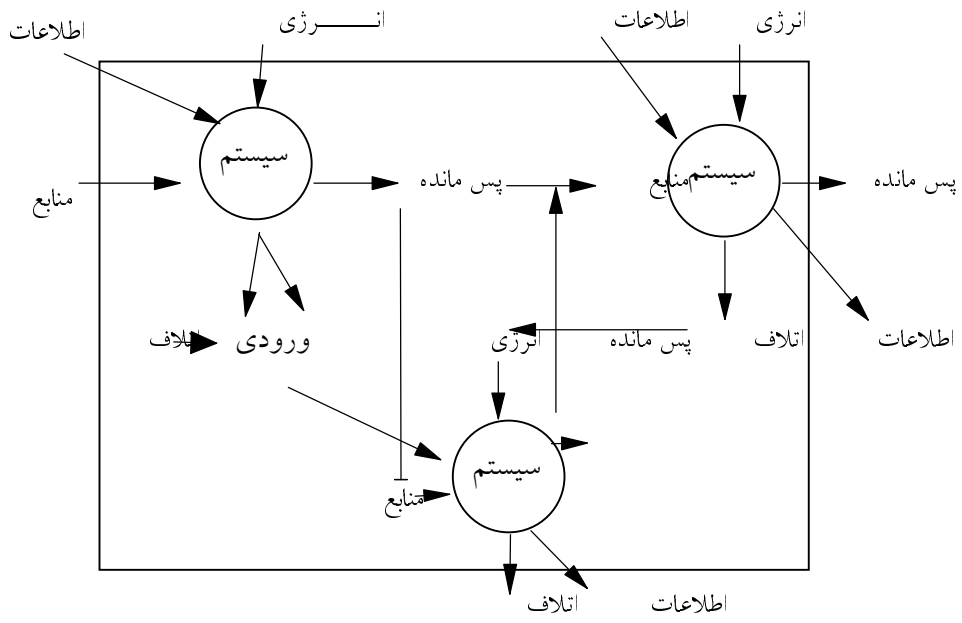 انرژی اطلاعات انـــــرژی اطلاعات
سیستم سیستم
پس مانده منابع پس مانده منابع
اطلاعات اتلاف پس مانده انرژی ورودی اتلاف
سیستم
منابع
اطلاعات اتلاف